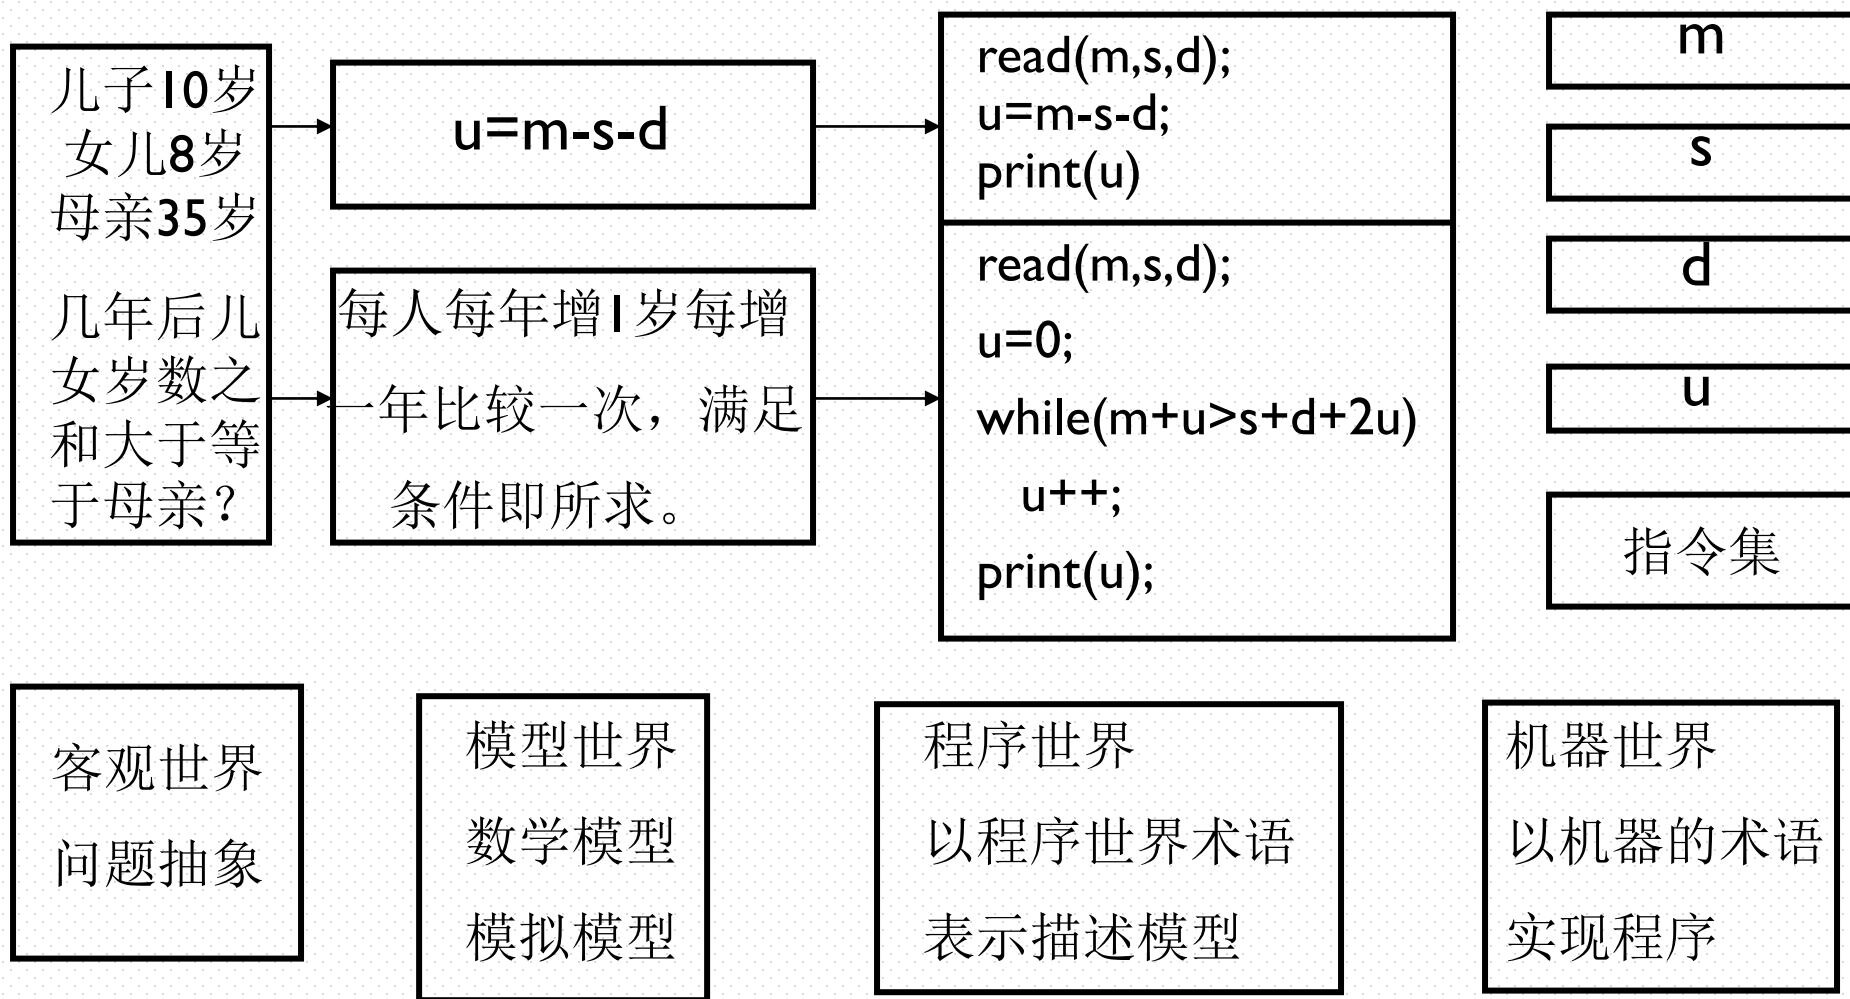 儿子10岁
女儿8岁
母亲35岁
几年后儿
女岁数之
和大于等
于母亲？
u=m-s-d
每人每年增1岁每增
一年比较一次，满足
条件即所求。
read(m,s,d);
u=m-s-d;
print(u)
read(m,s,d);
u=0;
while(m+u>s+d+2u)
u++;
print(u);
m
s
d
u
指令集
客观世界
问题抽象
模型世界
数学模型
模拟模型
程序世界
以程序世界术语
表示描述模型
机器世界
以机器的术语
实现程序